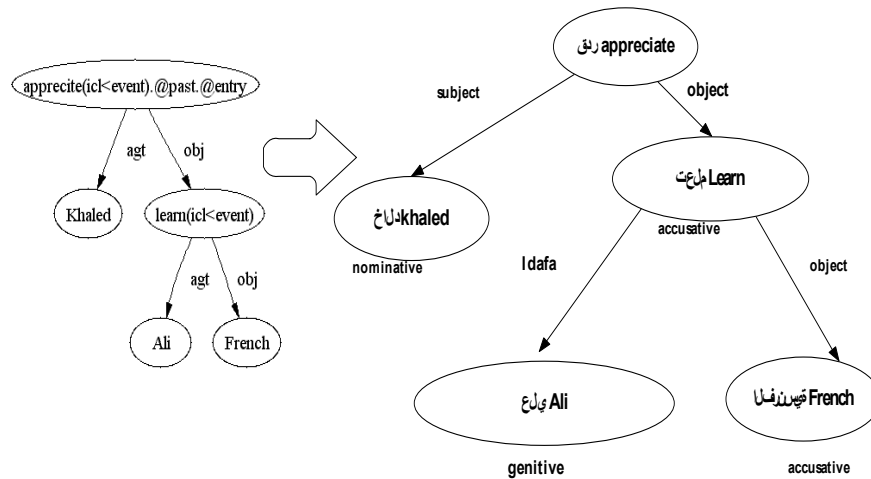 apprecite(icl<event).@past.@entry
agt
obj
Khaled
learn(icl<event)
agt
obj
Ali
French
قدر appreciate
subject
object
خالد khaled
nominative
تعلم Learn
accusative
Idafa
object
علي Ali
genitive
الفرنسية French
accusative